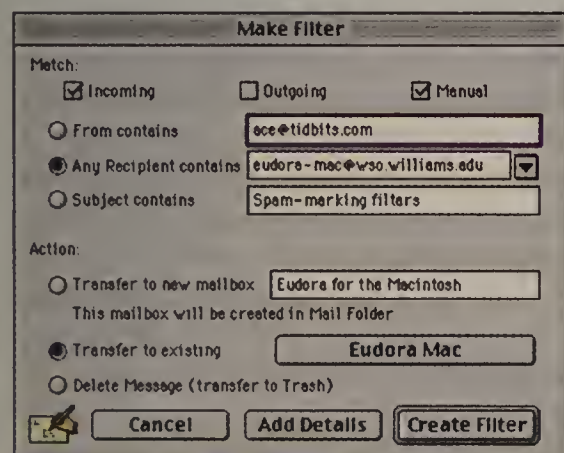 Make Filter
Match:
Incoming Outgoing Manual
From contains ace@tidbits.com
Any Recipient contains eudora-mac@wso.williams.edu
Subject contains Spam-marking filters
Action:
Transfer to new mailbox Eudora for the Macintosh
This mailbox will be created in Mail Folder
Transfer to existing Eudora Mac
Delete Message (transfer to Trash)
Cancel Add Details Create Filter